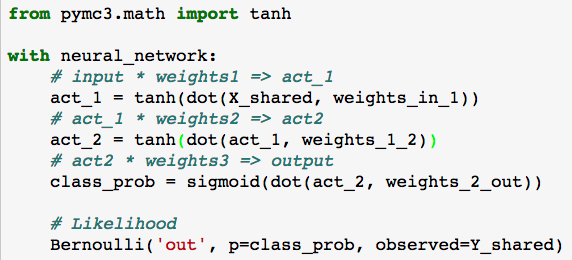 from pymc3.math import tanh
with neural_network:
    # input * weights1 => act_1
    act_1 = tanh(dot(X_shared, weights_in_1))
    # act_1 * weights2 => act2
    act_2 = tanh(dot(act_1, weights_1_2))
    # act2 * weights3 => output
    class_prob = sigmoid(dot(act_2, weights_2_out))
    # Likelihood
    Bernoulli('out', p=class_prob, observed=Y_shared)